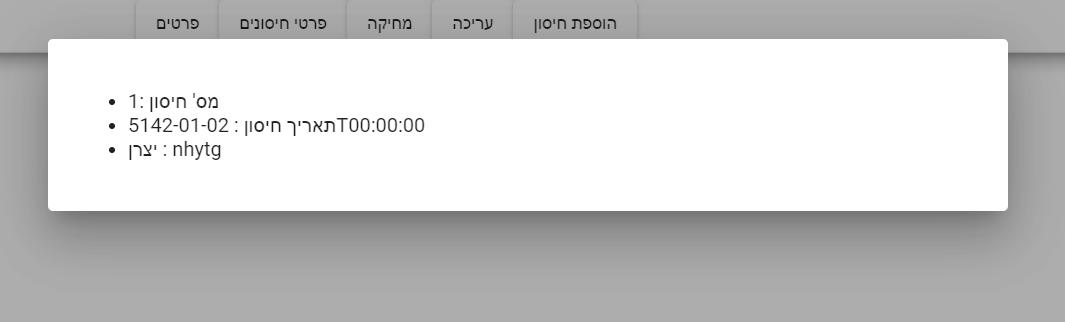 הוספת חיסון
עריכה
מחיקה
פרטי חיסונים
פרטים
מס' חיסון :1
תאריך חיסון : 5142-01-02T00:00:00
יצרן : nhytg